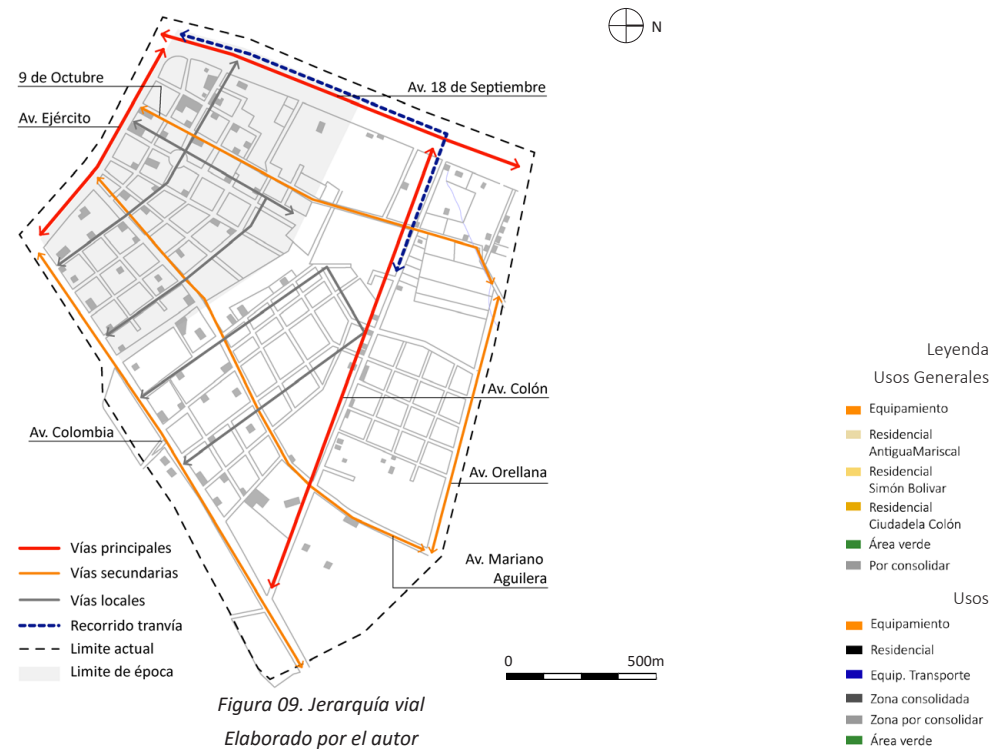 N
9 de Octubre
Av. 18 de Septiembre
Av. Ejército
Av. Colón
Av. Colombia
Av. Orellana
Av. Mariano
Aguilera
Vías principales
Vías secundarias
Vías locales
Recorrido tranvía
Limite actual
Limite de época
0 500m
Figura 09. Jerarquía vial
Elaborado por el autor
Leyenda
Usos Generales
Equipamiento
Residencial
AntiguaMariscal
Residencial
Simón Bolivar
Residencial
Ciudadela Colón
Área verde
Por consolidar
Usos
Equipamiento
Residencial
Equip. Transporte
Zona consolidada
Zona por consolidar
Área verde